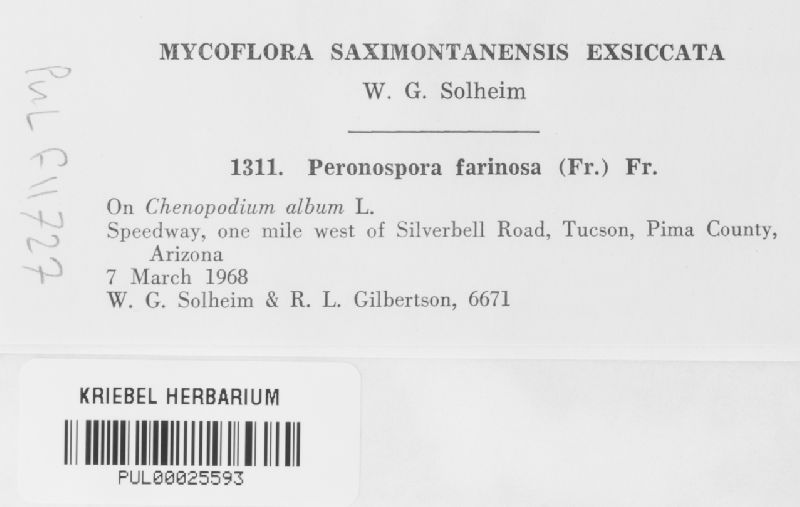 MYCOFLORA SAXIMONTANENSIS EXSICCATA
W. G. Solheim
1311. Peronospora farinosa (Fr.) Fr.
On Chenopodium album L.
Speedway, one mile west of Silverbell Road, Tucson, Pima County,
Arizona
7 March 1968
W. G. Solheim & R. L. Gilbertson, 6671
PUL F11727
KRIEBEL HERBARIUM
PUL00025593